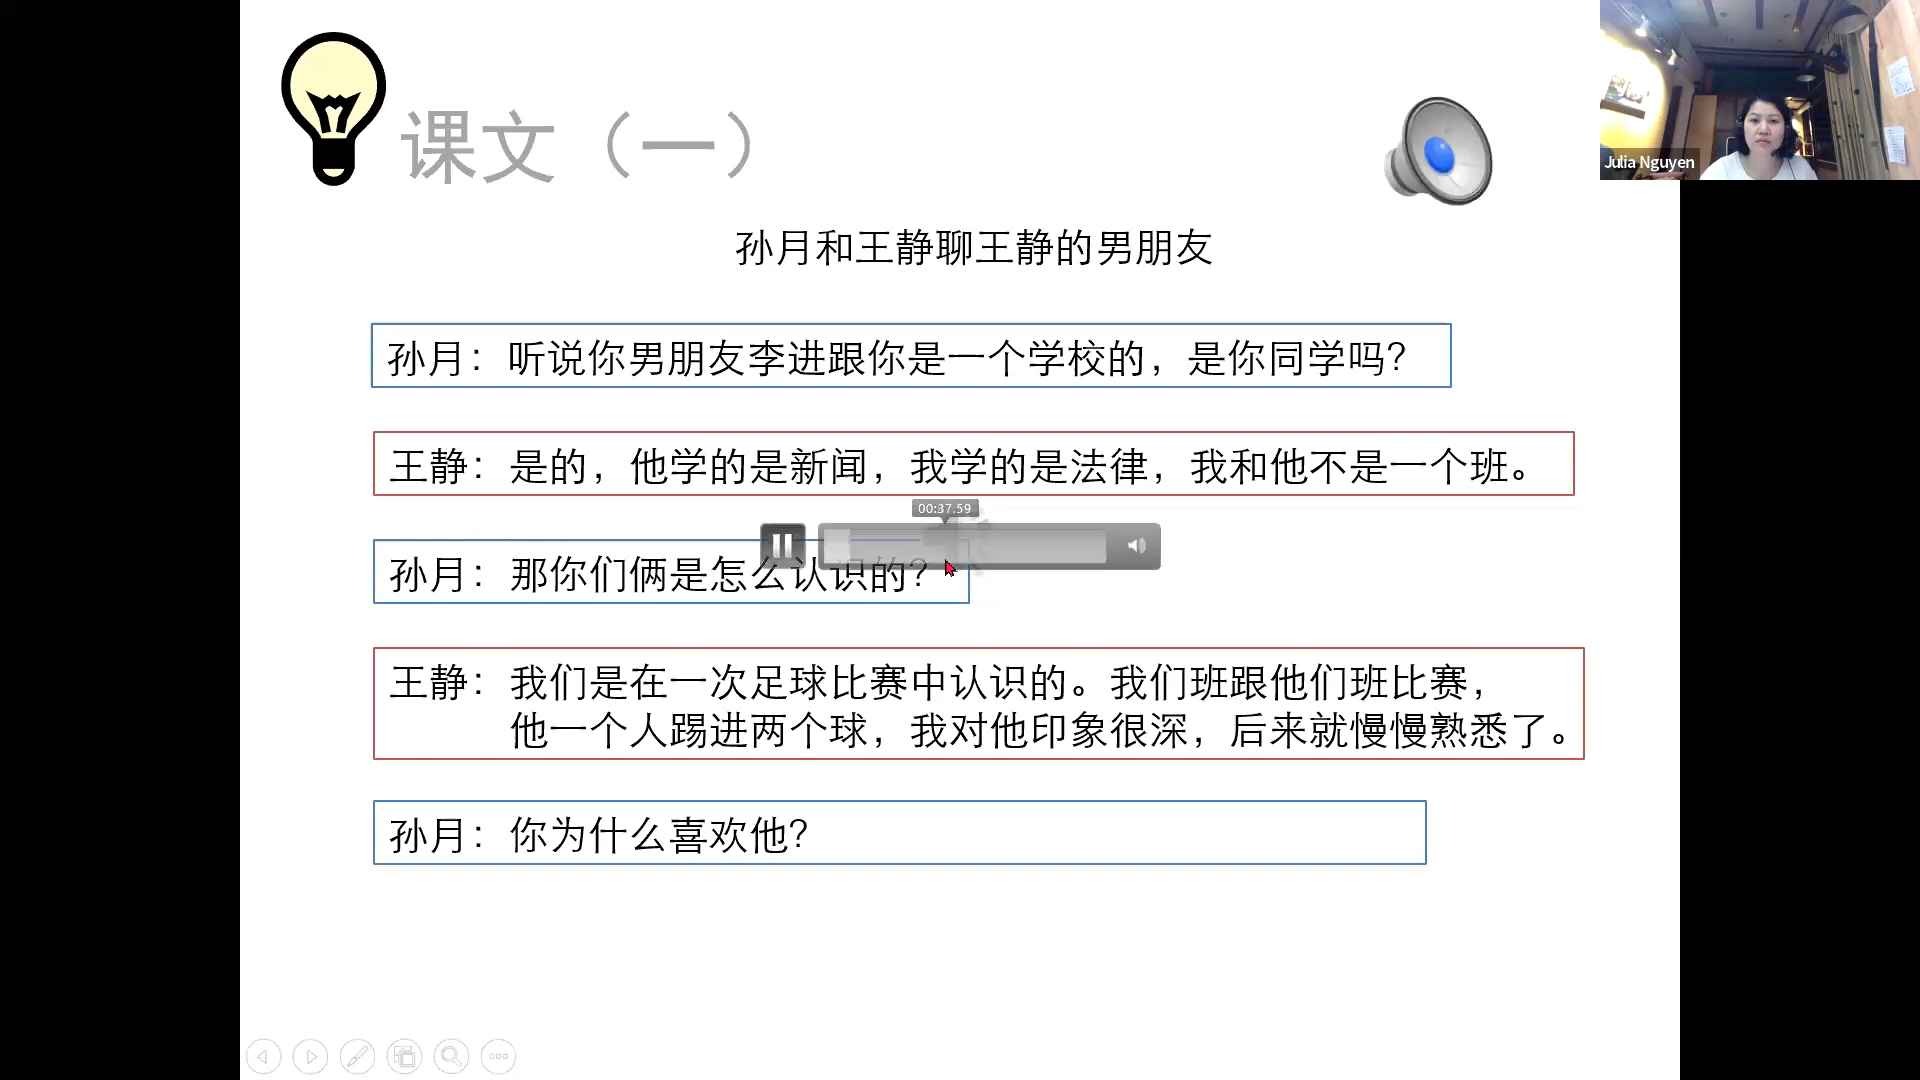 课文（一）
Julia Nguyen
孙月和王静聊王静的男朋友
孙月：听说你男朋友李进跟你是一个学校的，是你同学吗？
王静：是的，他学的是新闻，我学的是法律，我和他不是一个班。
00:37.59
孙月：那你们俩是怎么认识的？
王静：我们是在一次足球比赛中认识的。我们班跟他们班比赛，
他一个人踢进两个球，我对他印象很深，后来就慢慢熟悉了。
孙月：你为什么喜欢他？